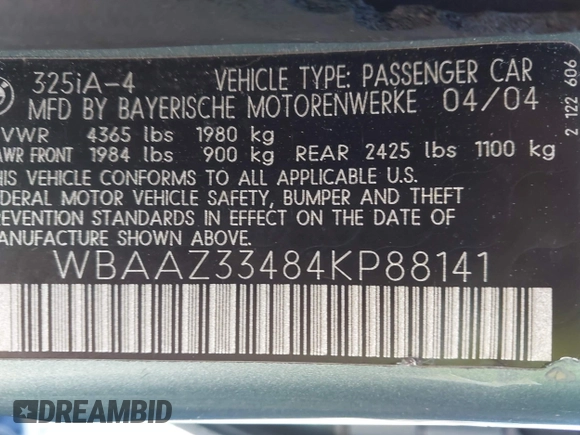 325iA-4 VEHICLE TYPE: PASSENGER CAR
MFD BY BAYERISCHE MOTORENWERKE 04/04
VWR 4365 lbs 1980 kg
AWR FRONT 1984 lbs 900 kg REAR 2425 lbs 1100 kg
HIS VEHICLE CONFORMS TO ALL APPLICABLE U.S.
EDERAL MOTOR VEHICLE SAFETY, BUMPER AND THEFT
REVENTION STANDARDS IN EFFECT ON THE DATE OF
MANUFACTURE SHOWN ABOVE.
WBAAZ33484KP88141
2 122 606
DREAMBID